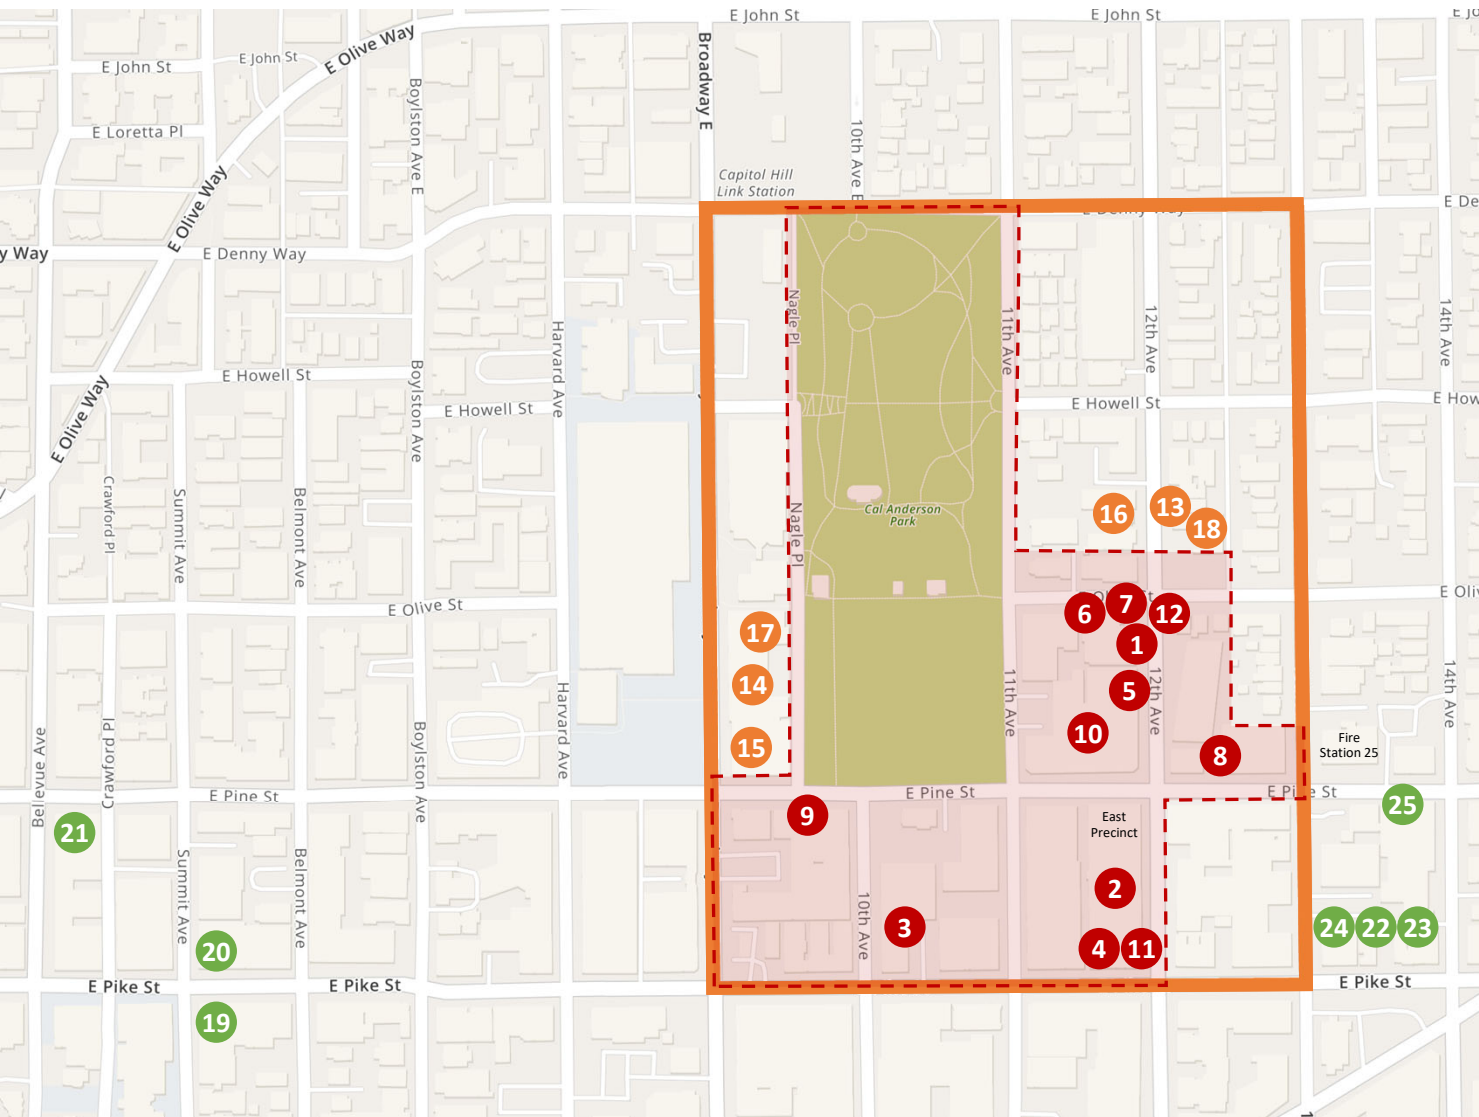 E John St
E John St
E Jo
E John St
E John St
E Olive Way
Broadway E
Boylston Ave E
E Loretta Pl
10th Ave E
Capitol Hill
Link Station
E Olive Way
E De
E Denny Way
y Way
E Denny Way
Nagle Pl
11th Ave
12th Ave
14th Ave
Harvard Ave
E Howell St
Boylston Ave
E Olive Way
E Howell St
E Howell St
E How
Crawford Pl
Summit Ave
Belmont Ave
Nagle Pl
Cal Anderson
Park
16
13
18
E Olive St
E Oliv
6
7
12
17
1
14
5
11th Ave
12th Ave
14th Ave
Harvard Ave
10
15
8
Fire
Station 25
Bellevue Ave
Crawford Pl
Boylston Ave
E Pine St
E Pine St
E Pine St
25
21
9
East
Precinct
Summit Ave
Belmont Ave
10th Ave
2
3
24
22
23
20
4
11
E Pike St
E Pike St
E Pike St
19